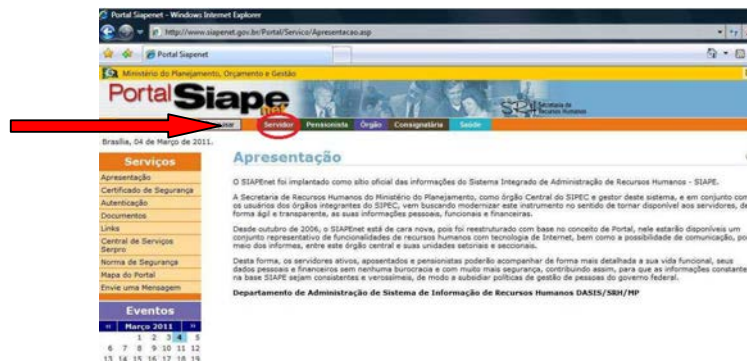 Portal Siapenet - Windows Internet Explorer
http://www.siapenet.gov.br/Portal/Servico/Apresentacao.asp
Portal Siapenet
Ministério do Planejamento, Orçamento e Gestão
Portal Siape
net
SRH Secretaria de
Recursos Humanos
Servidor Pensionista Órgão Consignatária Saúde
Brasília, 04 de Março de 2011.
Serviços
Apresentação
Certificado de Segurança
Autenticação
Documentos
Links
Central de Serviços
Serpro
Norma de Segurança
Mapa do Portal
Envie uma Mensagem
Eventos
Março 2011
1 2 3 4 5
6 7 8 9 10 11 12
13 14 15 16 17 18 19
Apresentação
O SIAPEnet foi implantado como sítio oficial das informações do Sistema Integrado de Administração de Recursos Humanos - SIAPE.
A Secretaria de Recursos Humanos do Ministério do Planejamento, como órgão Central do SIPEC e gestor deste sistema, e em conjunto com
os usuários dos órgãos integrantes do SIPEC, vem buscando modernizar este instrumento no sentido de tornar disponível aos servidores, de
forma ágil e transparente, as suas informações pessoais, funcionais e financeiras.
Desde outubro de 2006, o SIAPEnet está de cara nova, pois foi reestruturado com base no conceito de Portal, nele estarão disponíveis um
conjunto representativo de funcionalidades de recursos humanos com tecnologia de Internet, bem como a possibilidade de comunicação, por
meio dos informes, entre este órgão central e suas unidades setoriais e seccionais.
Desta forma, os servidores ativos, aposentados e pensionistas poderão acompanhar de forma mais detalhada a sua vida funcional, seus
dados pessoais e financeiros sem nenhuma burocracia e com muito mais segurança, contribuindo assim, para que as informações constantes
na base SIAPE sejam consistentes e verossímeis, de modo a subsidiar políticas de gestão de pessoas do governo federal.
Departamento de Administração de Sistema de Informação de Recursos Humanos DASIS/SRH/MP